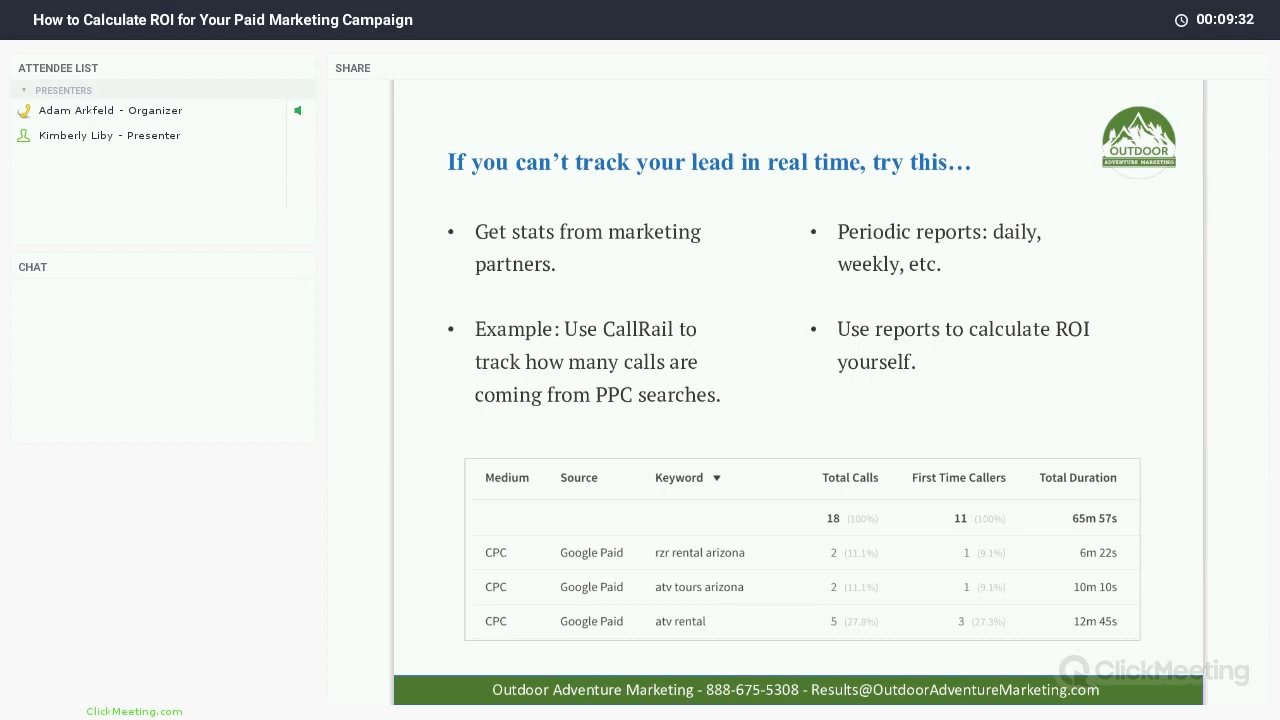 How to Calculate ROI for Your Paid Marketing Campaign
00:09:32
ATTENDEE LIST
PRESENTERS
Adam Arkfeld - Organizer
Kimberly Liby - Presenter
CHAT
SHARE
OUTDOOR
ADVENTURE MARKETING
If you can’t track your lead in real time, try this…
• Get stats from marketing
partners.
• Example: Use CallRail to
track how many calls are
coming from PPC searches.
• Periodic reports: daily,
weekly, etc.
• Use reports to calculate ROI
yourself.
Medium Source Keyword ▼ Total Calls First Time Callers Total Duration
18 (100%) 11 (100%) 65m 57s
CPC Google Paid rzr rental arizona 2 (11.1%) 1 (9.1%) 6m 22s
CPC Google Paid atv tours arizona 2 (11.1%) 1 (9.1%) 10m 10s
CPC Google Paid atv rental 5 (27.8%) 3 (27.3%) 12m 45s
ClickMeeting
Outdoor Adventure Marketing - 888-675-5308 - Results@OutdoorAdventureMarketing.com
ClickMeeting.com